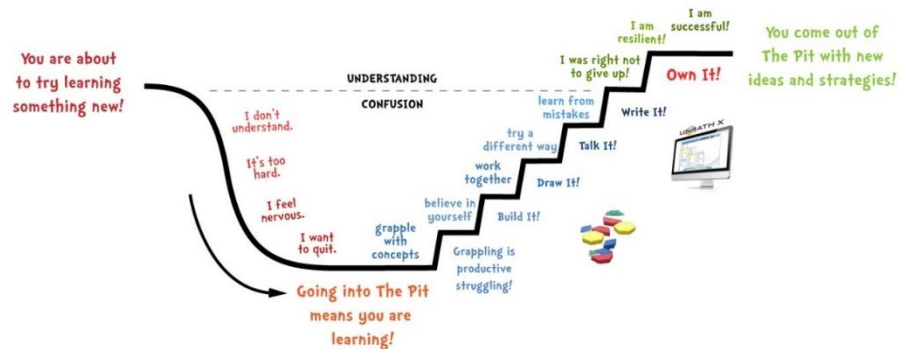 You are about
to try learning
something new!
UNDERSTANDING
CONFUSION
I don't
understand.
It's too
hard.
I feel
nervous.
I want
to quit.
Going into The Pit
means you are
learning!
grapple
with
concepts
Grappling is
productive
struggling!
believe in
yourself
Build It!
work
together
Draw It!
try a
different way
Talk It!
learn from
mistakes
Write It!
I was right not
to give up!
Own It!
I am
resilient!
I am
successful!
You come out of
The Pit with new
ideas and strategies!